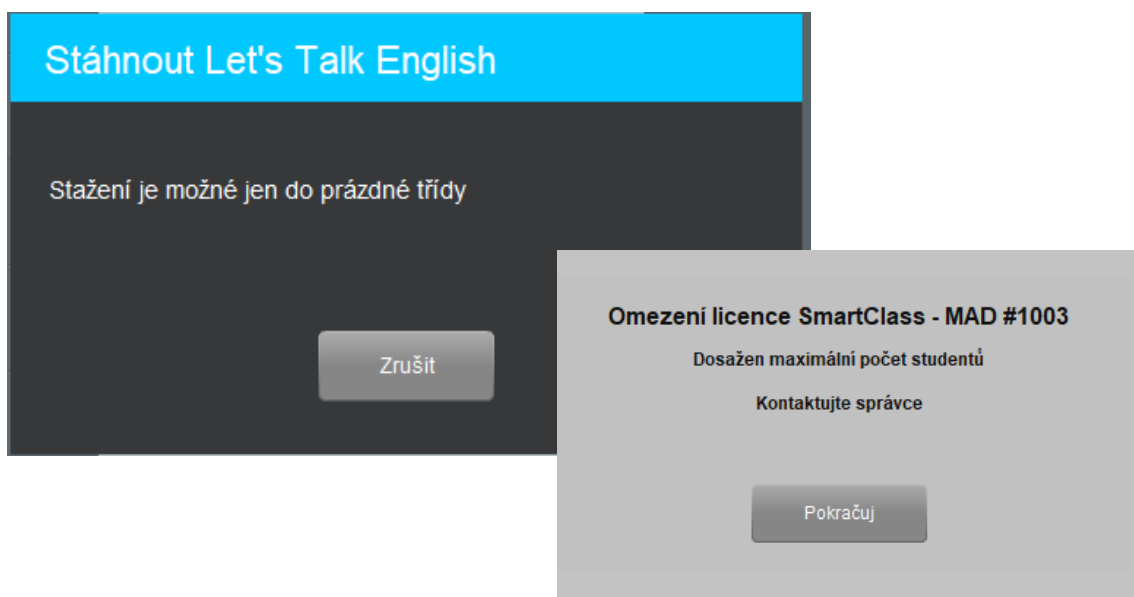 Stáhnout Let's Talk English
Stažení je možné jen do prázdné třídy
Zrušit
Omezení licence SmartClass - MAD #1003
Dosažen maximální počet studentů
Kontaktujte správce
Pokračuj